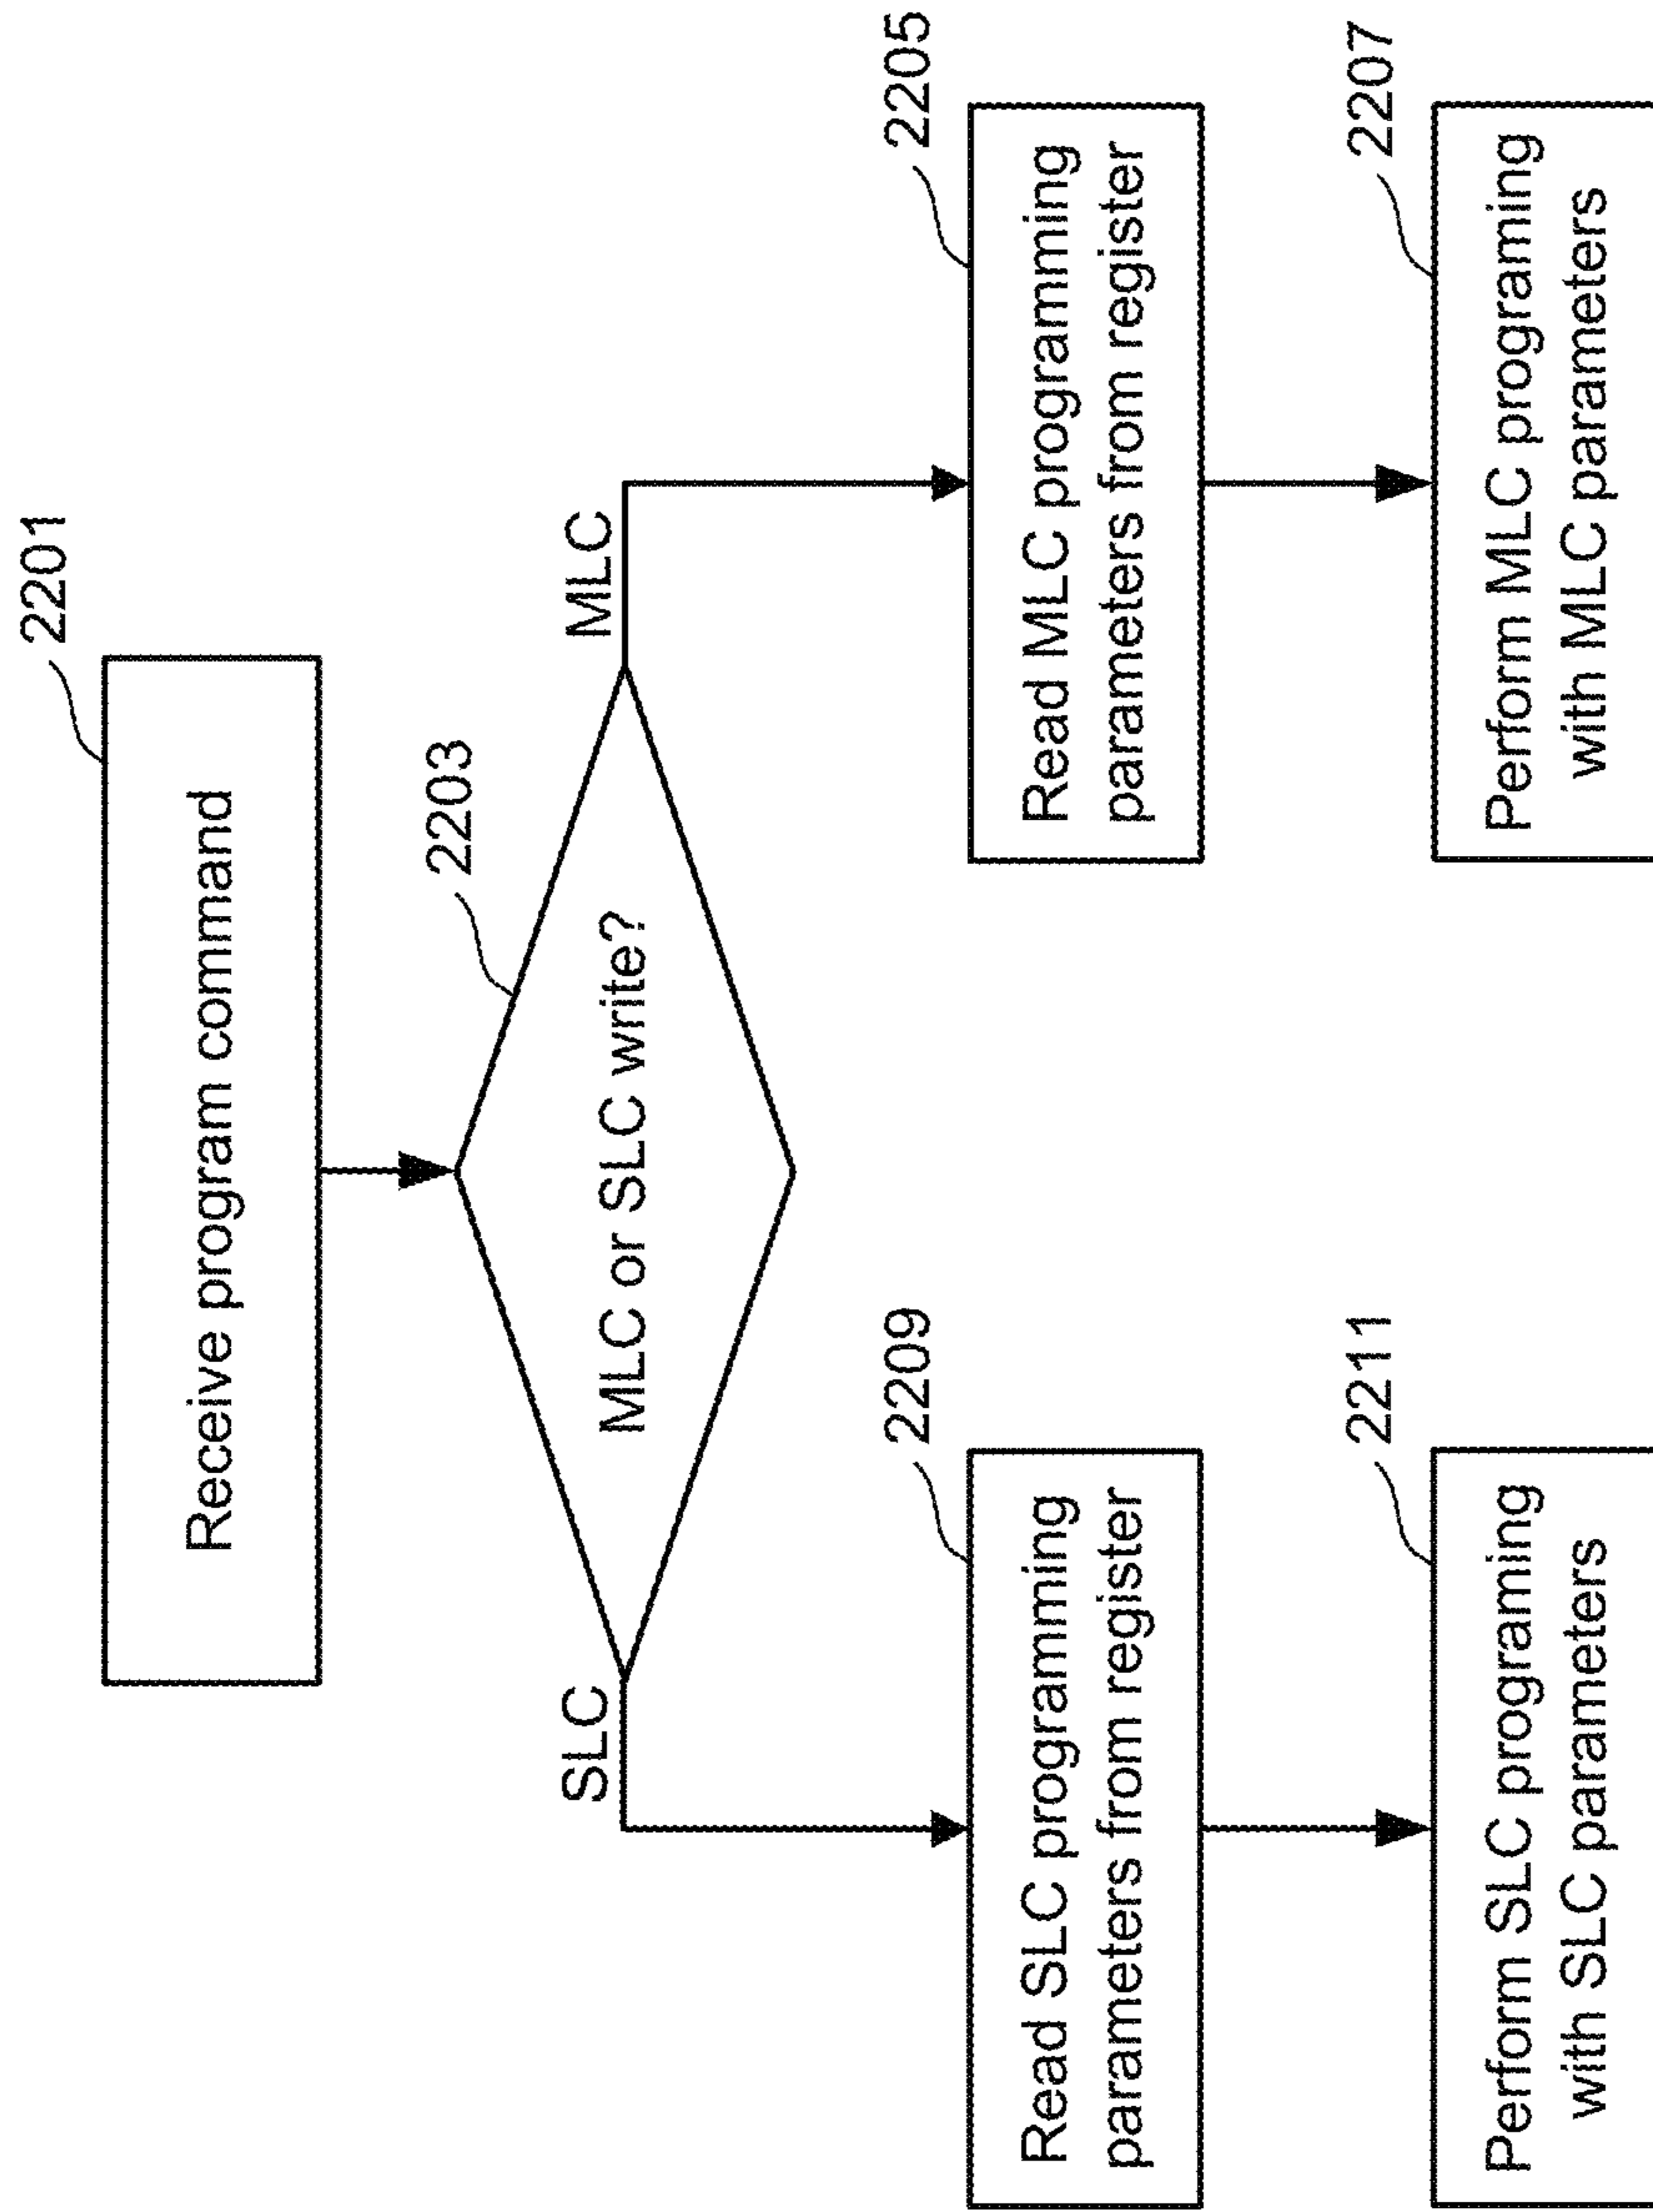 2201
Receive program command
2203
MLC or SLC write?
SLC
MLC
2209
Read SLC programming
parameters from register
2205
Read MLC programming
parameters from register
2211
Perform SLC programing
with SLC parameters
2207
Perform MLC programing
with MLC parameters